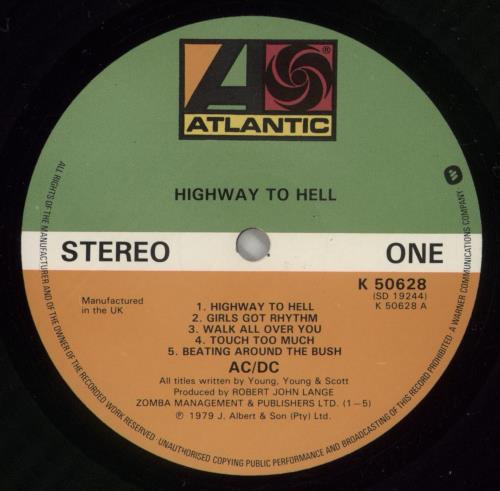 ATLANTIC
®
HIGHWAY TO HELL
STEREO
ONE
K 50628
(SD 19244)
K 50628 A
Manufactured
in the UK
1. HIGHWAY TO HELL
2. GIRLS GOT RHYTHM
3. WALK ALL OVER YOU
4. TOUCH TOO MUCH
5. BEATING AROUND THE BUSH
AC/DC
All titles written by Young, Young & Scott
Produced by ROBERT JOHN LANGE
ZOMBA MANAGEMENT & PUBLISHERS LTD. (1–5)
℗ 1979 J. Albert & Son (Pty) Ltd.
ALL RIGHTS OF THE MANUFACTURER AND OF THE OWNER OF THE RECORDED WORK RESERVED · UNAUTHORISED COPYING PUBLIC PERFORMANCE AND BROADCASTING OF THIS RECORD PROHIBITED · A WARNER COMMUNICATIONS COMPANY